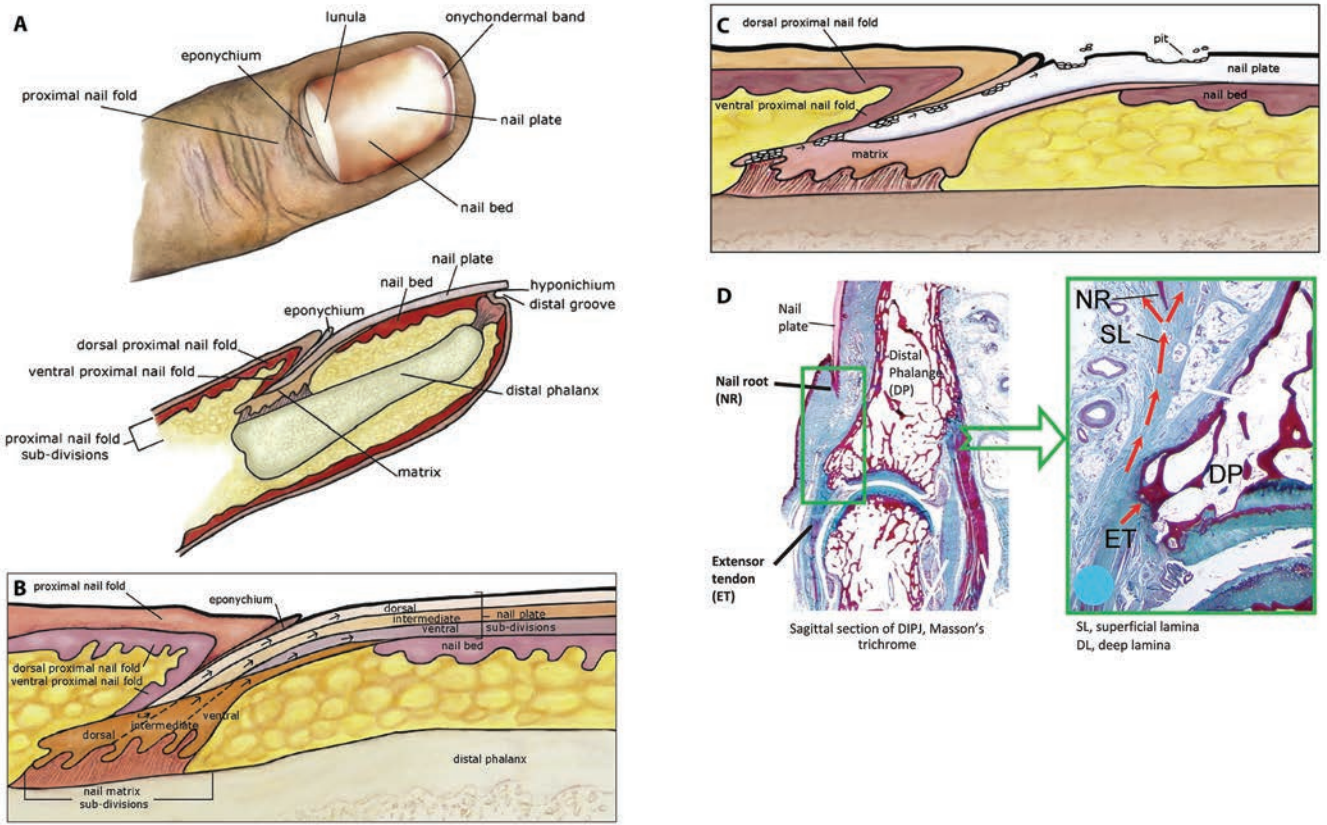 A
lunula
onychondermal band
eponychium
proximal nail fold
nail plate
nail bed
nail plate
nail bed
hyponichium
distal groove
eponychium
dorsal proximal nail fold
ventral proximal nail fold
distal phalanx
proximal nail fold
sub-divisions
matrix
B
proximal nail fold
eponychium
dorsal
intermediate
ventral
nail plate
sub-divisions
nail bed
dorsal proximal nail fold
ventral proximal nail fold
ventral
intermediate
dorsal
distal phalanx
nail matrix
sub-divisions
C
dorsal proximal nail fold
pit
nail plate
ventral proximal nail fold
nail bed
matrix
D
Nail
plate
Distal
Phalange
(DP)
Nail root
(NR)
Extensor
tendon
(ET)
Sagittal section of DIPJ, Masson's
trichrome
NR
SL
DP
ET
SL, superficial lamina
DL, deep lamina